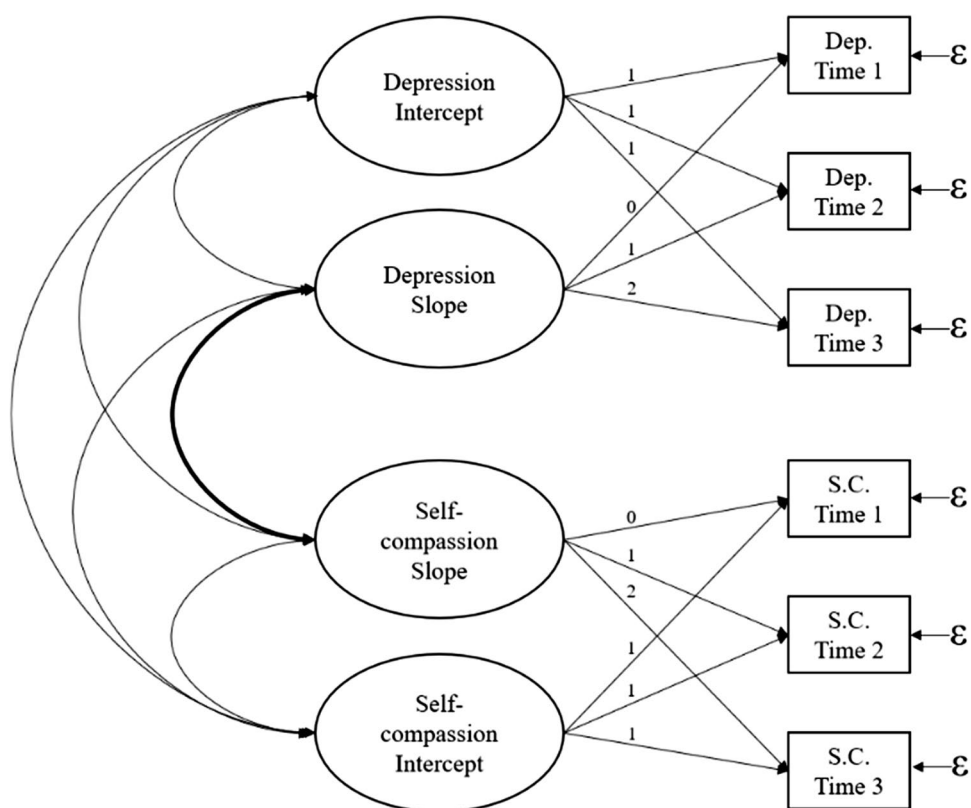 Depression
Intercept
Depression
Slope
Self-
compassion
Slope
Self-
compassion
Intercept
1
1
1
0
1
2
0
1
2
1
1
1
Dep.
Time 1
ε
Dep.
Time 2
ε
Dep.
Time 3
ε
S.C.
Time 1
ε
S.C.
Time 2
ε
S.C.
Time 3
ε